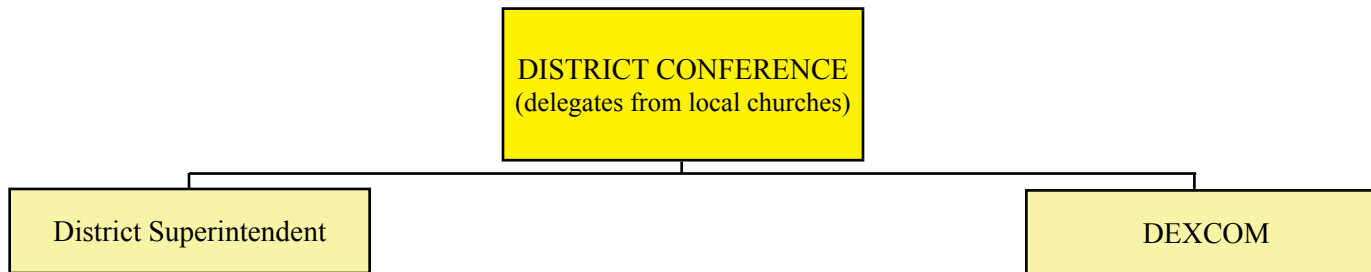 DISTRICT CONFERENCE
(delegates from local churches)
District Superintendent
DEXCOM